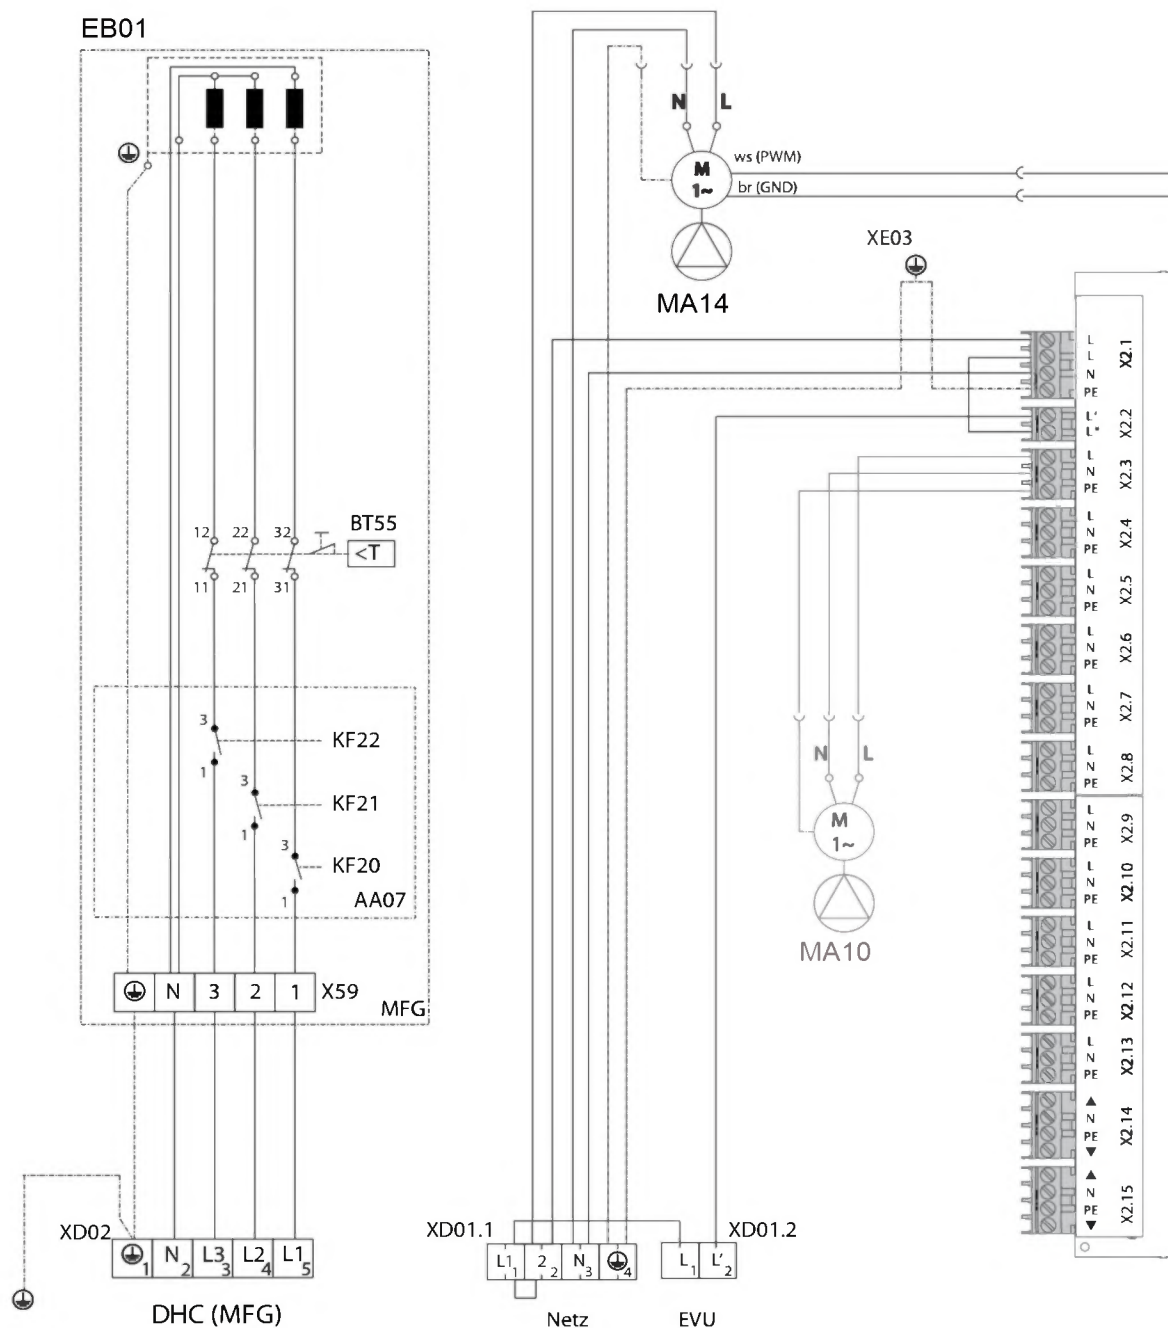 EB01
N L
M
1~
ws (PWM)
br (GND)
MA14
XE03
L
L
N
PE
X2.1
L'
L"
X2.2
L
N
PE
X2.3
L
N
PE
X2.4
L
N
PE
X2.5
L
N
PE
X2.6
L
N
PE
X2.7
L
N
PE
X2.8
L
N
PE
X2.9
L
N
PE
X2.10
L
N
PE
X2.11
L
N
PE
X2.12
L
N
PE
X2.13
▲
N
PE
▼
X2.14
▲
N
PE
▼
X2.15
12 22 32
BT55
<T
11 21 31
3
1
KF22
3
1
KF21
3
1
KF20
AA07
N L
M
1~
MA10
N 3 2 1 X59
MFG
XD02
1 N 2 L3 3 L2 4 L1 5
DHC (MFG)
XD01.1
L1 1 2 2 N 3 4
Netz
XD01.2
L 1 L' 2
EVU